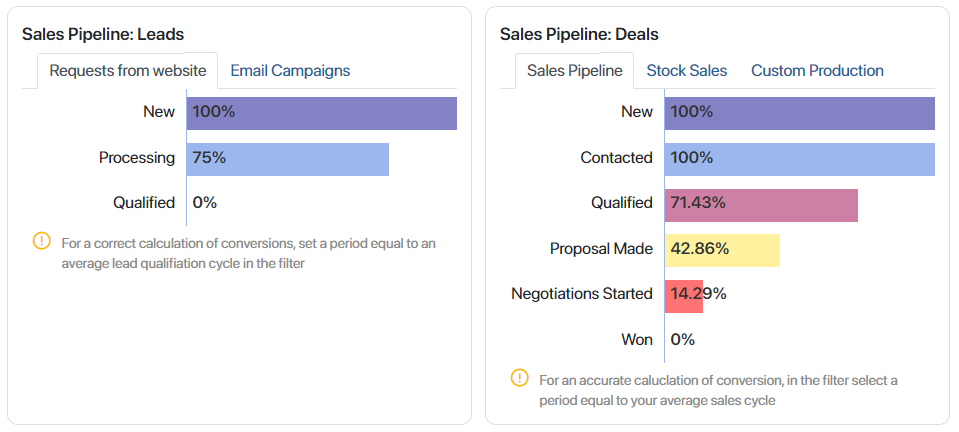 Sales Pipeline: Leads
Requests from website Email Campaigns
New 100%
Processing 75%
Qualified 0%
For a correct calculation of conversions, set a period equal to an
average lead qualifiation cycle in the filter
Sales Pipeline: Deals
Sales Pipeline Stock Sales Custom Production
New 100%
Contacted 100%
Qualified 71.43%
Proposal Made 42.86%
Negotiations Started 14.29%
Won 0%
For an accurate caluclation of conversion, in the filter select a
period equal to your average sales cycle